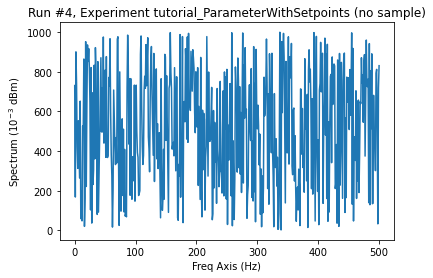 Run #4, Experiment tutorial_ParameterWithSetpoints (no sample)
1000
800
600
400
200
0
Spectrum (10⁻³ dBm)
0 100 200 300 400 500
Freq Axis (Hz)